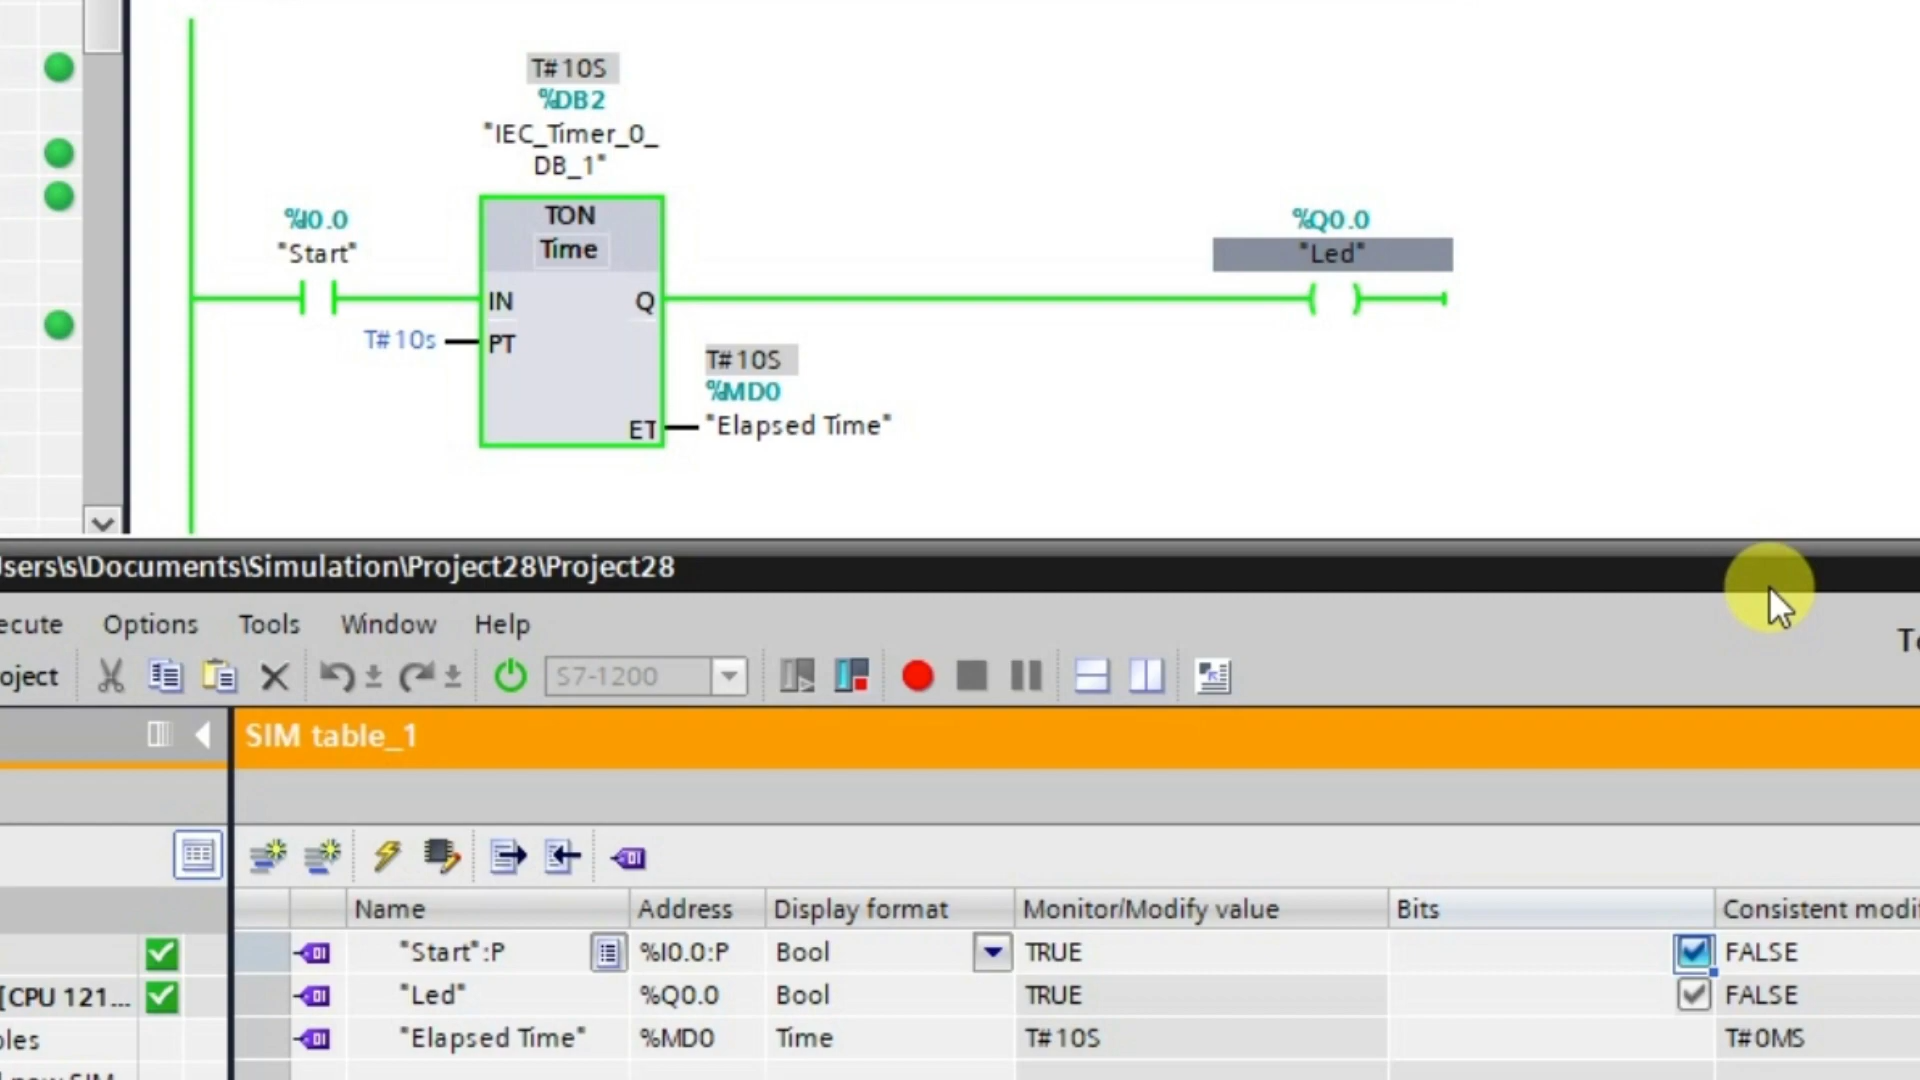 T#10S
%DB2
"IEC_Timer_0_
DB_1"
%I0.0
"Start"
TON
Time
%Q0.0
"Led"
IN
Q
T#10s
PT
T#10S
%MD0
ET
"Elapsed Time"
sers\s\Documents\Simulation\Project28\Project28
ecute Options Tools Window Help
oject S7-1200
SIM table_1
Name Address Display format Monitor/Modify value Bits Consistent modif
"Start":P %I0.0:P Bool TRUE FALSE
[CPU 121... "Led" %Q0.0 Bool TRUE FALSE
"Elapsed Time" %MD0 Time T#10S T#0MS